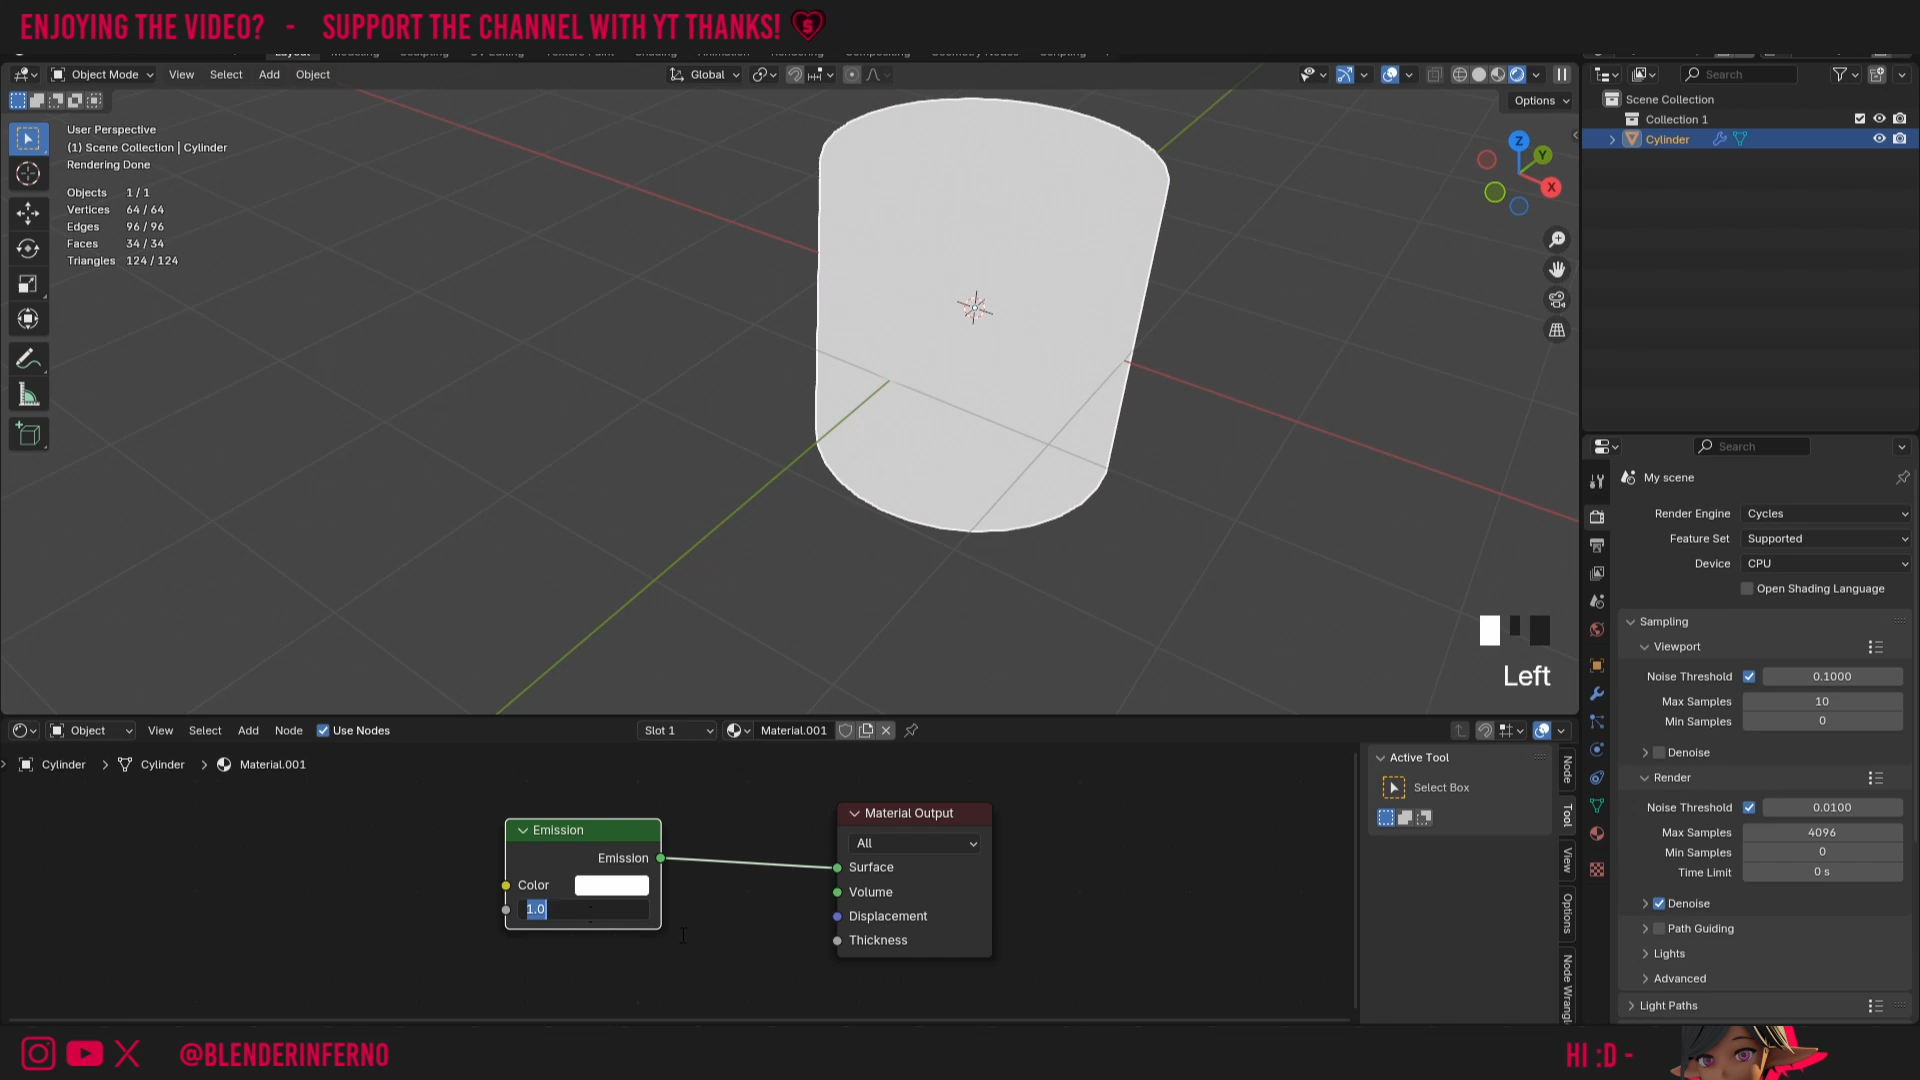 ENJOYING THE VIDEO? - SUPPORT THE CHANNEL WITH YT THANKS!
Object Mode View Select Add Object Global Search
Options
User Perspective
(1) Scene Collection | Cylinder
Rendering Done
Objects 1 / 1
Vertices 64 / 64
Edges 96 / 96
Faces 34 / 34
Triangles 124 / 124
Z
Y
X
Left
Scene Collection
Collection 1
Cylinder
Search
My scene
Render Engine Cycles
Feature Set Supported
Device CPU
Open Shading Language
Sampling
Viewport
Noise Threshold 0.1000
Max Samples 10
Min Samples 0
Denoise
Render
Noise Threshold 0.0100
Max Samples 4096
Min Samples 0
Time Limit 0 s
Denoise
Path Guiding
Lights
Advanced
Light Paths
Object View Select Add Node Use Nodes Slot 1 Material.001
Cylinder > Cylinder > Material.001
Emission
Emission
Color
1.0
Material Output
All
Surface
Volume
Displacement
Thickness
Active Tool
Select Box
Node
Tool
View
Options
@BLENDERINFERNO
HI :D -